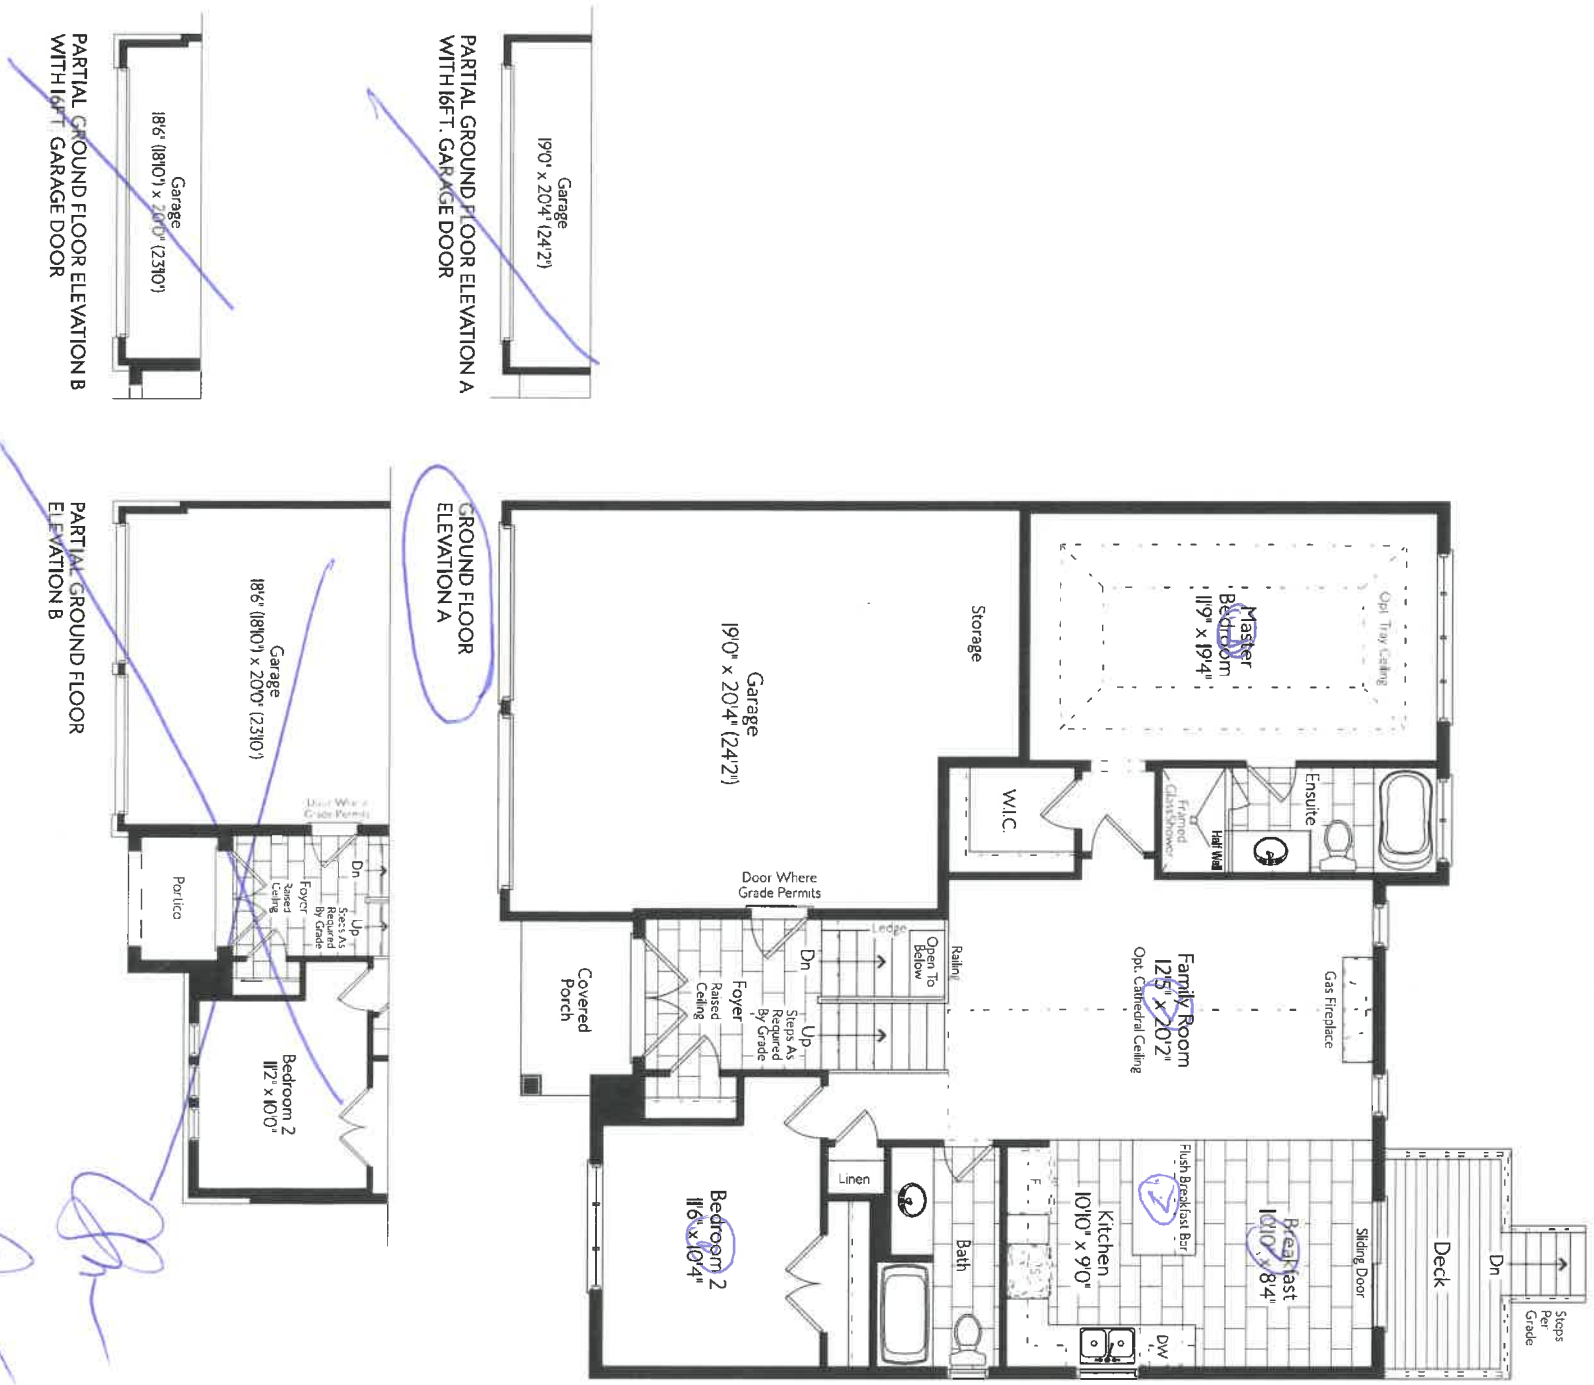 Steps
Per
Grade
Dn
Deck
Sliding Door
Breakfast
10'10" x 8'4"
Flush Breakfast Bar
Kitchen
10'10" x 9'0"
DW
F
Bath
Linen
Bedroom 2
11'6" x 10'4"
Gas Fireplace
Family Room
12'5" x 20'2"
Opt. Cathedral Ceiling
Railing
Open To
Below
Ledge
Dn
Up
Steps As
Required
By Grade
Foyer
Raised
Ceiling
Covered
Porch
Door Where
Grade Permits
Opt. Tray Ceiling
Master
Bedroom
11'9" x 19'4"
Ensuite
Half Wall
Framed
Glass Shower
W.I.C.
Storage
Garage
19'0" x 20'4" (24'2")
GROUND FLOOR
ELEVATION A
Garage
18'6" (18'10") x 20'0" (23'10")
Door Where
Grade Permits
Dn
Up
Steps As
Required
By Grade
Foyer
Raised
Ceiling
Portico
Bedroom 2
11'2" x 10'0"
PARTIAL GROUND FLOOR
ELEVATION B
Garage
19'0" x 20'4" (24'2")
PARTIAL GROUND FLOOR ELEVATION A
WITH 16FT. GARAGE DOOR
Garage
18'6" (18'10") x 20'0" (23'10")
PARTIAL GROUND FLOOR ELEVATION B
WITH 16FT. GARAGE DOOR